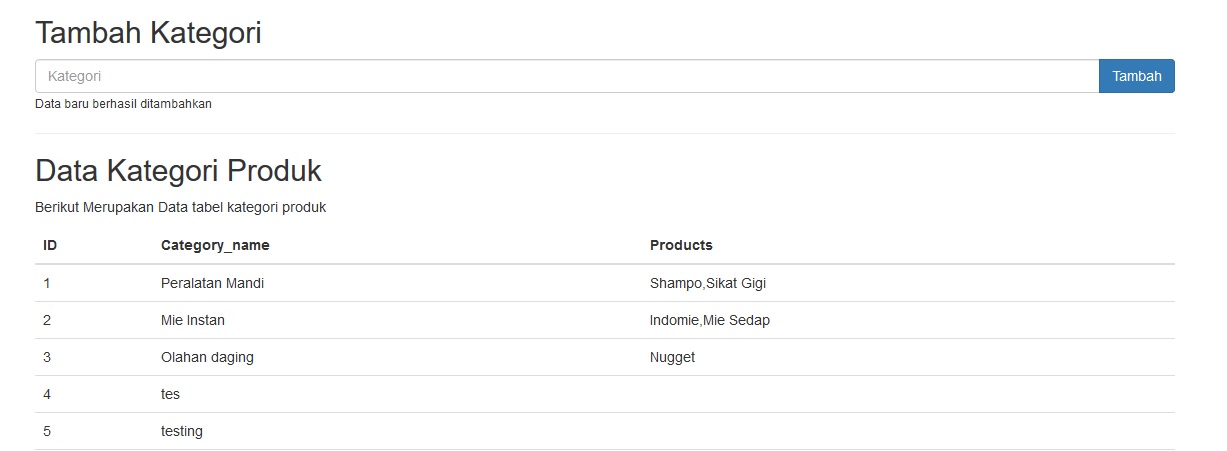 Tambah Kategori
Kategori Tambah
Data baru berhasil ditambahkan
Data Kategori Produk
Berikut Merupakan Data tabel kategori produk
ID Category_name Products
1 Peralatan Mandi Shampo,Sikat Gigi
2 Mie Instan Indomie,Mie Sedap
3 Olahan daging Nugget
4 tes
5 testing